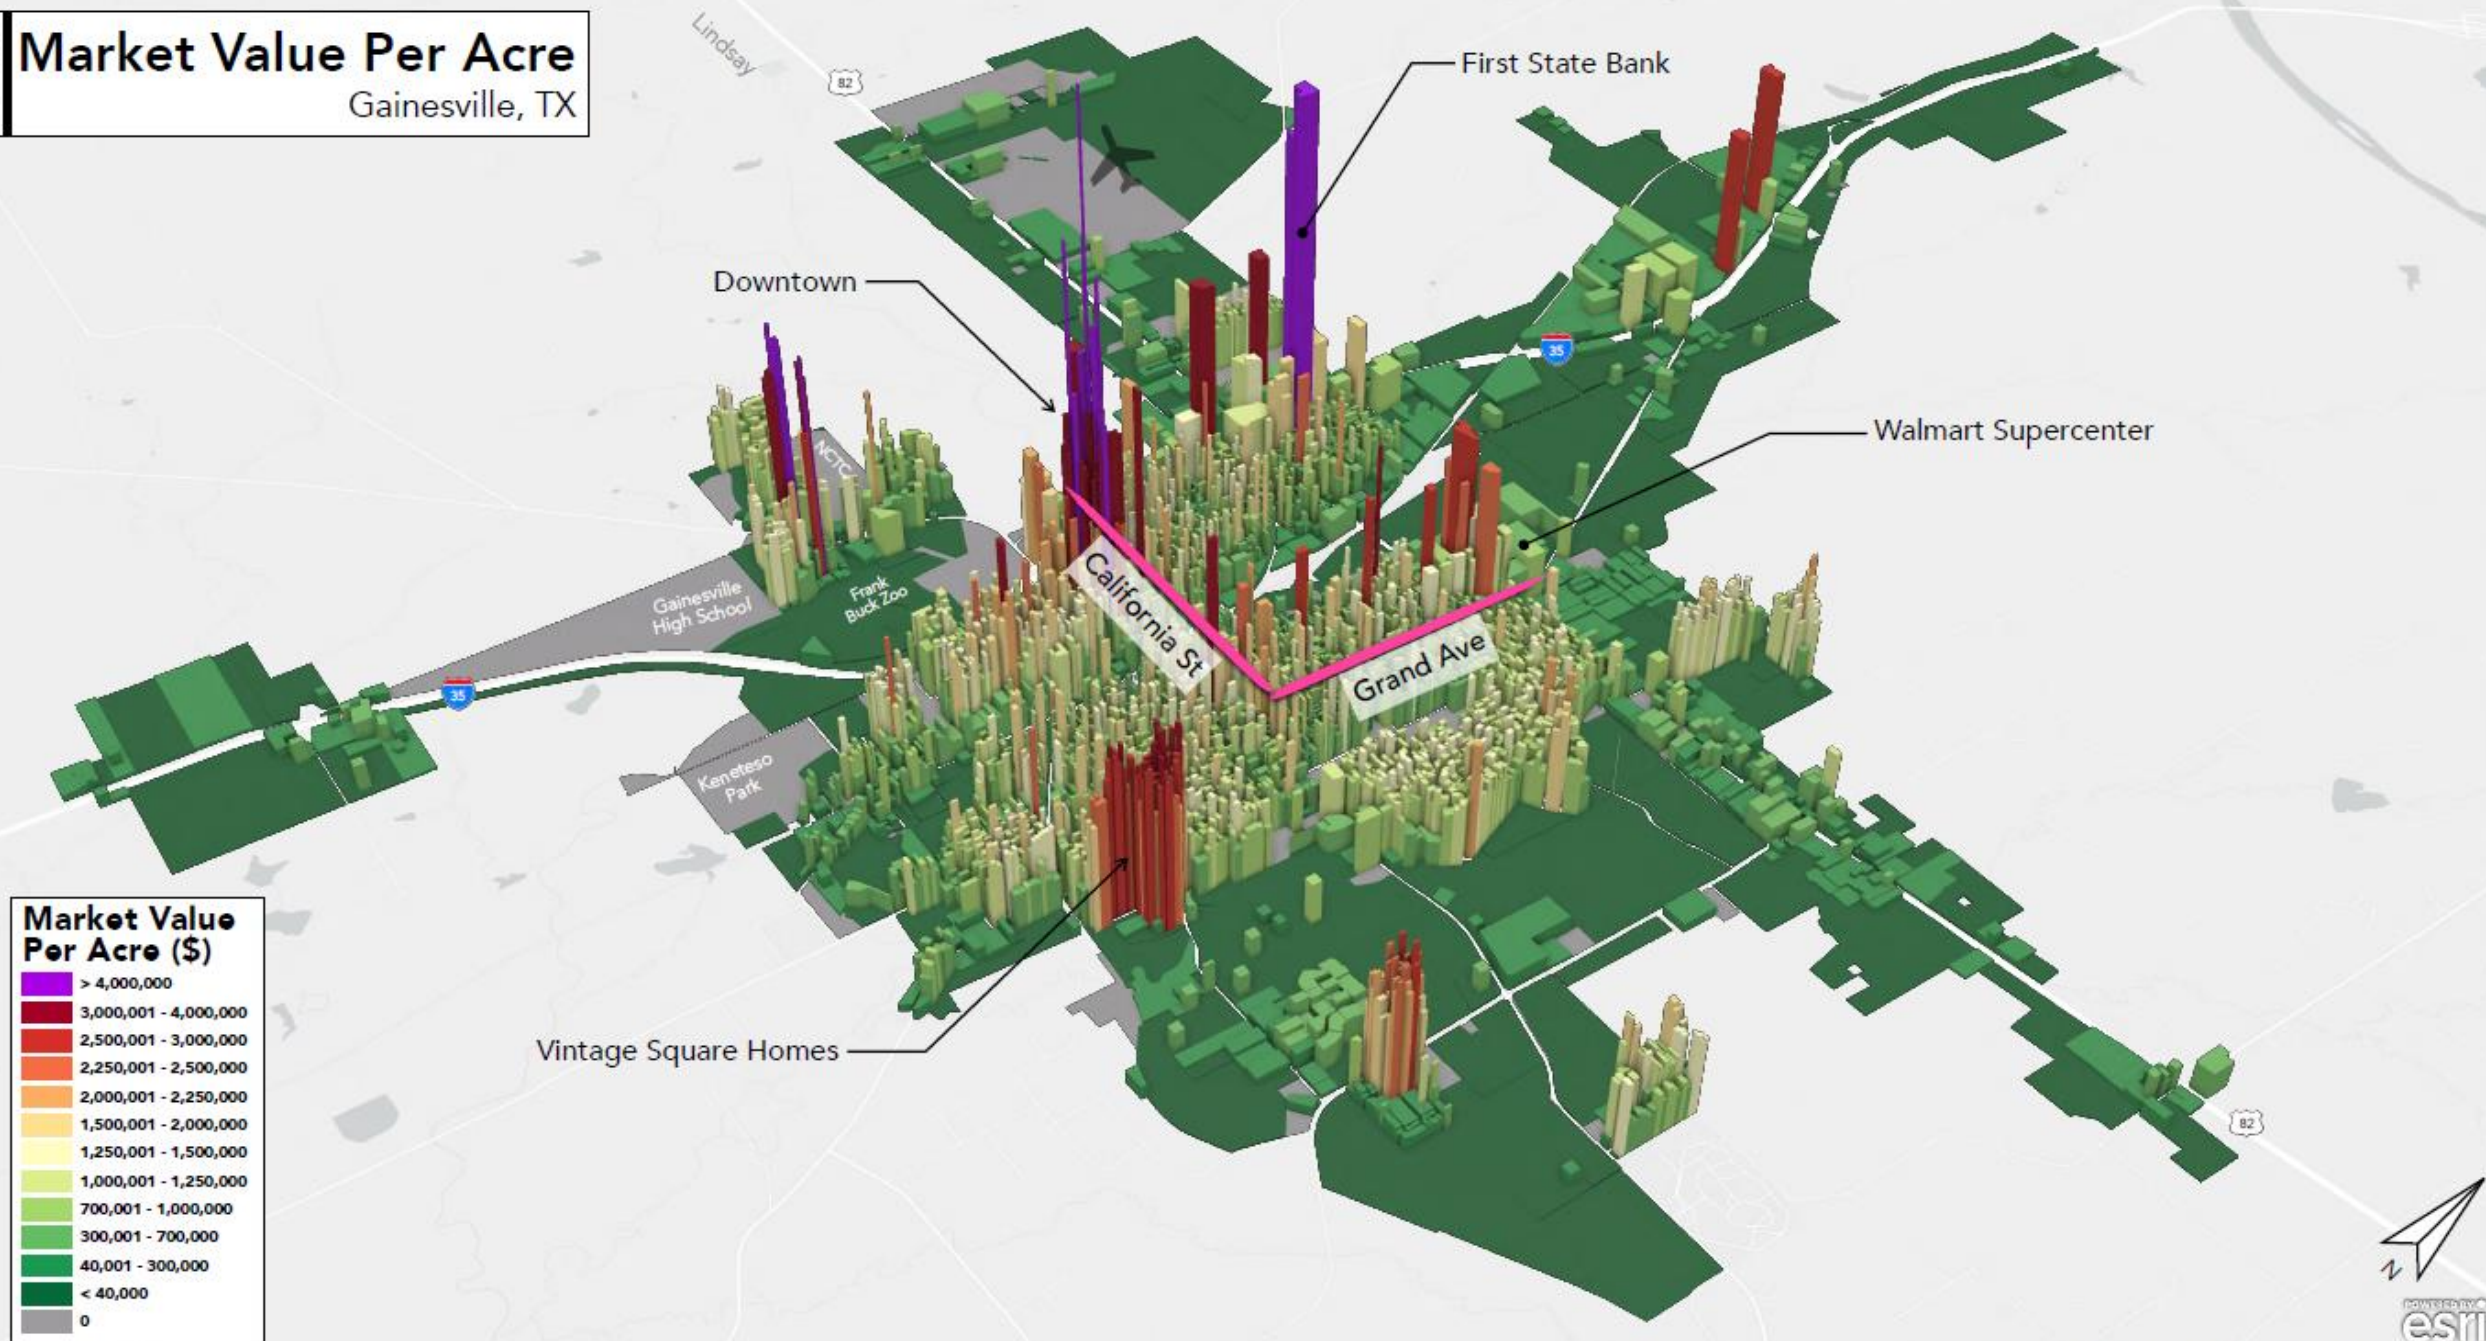 Market Value Per Acre
Gainesville, TX
Lindsay
82
First State Bank
Downtown
35
Walmart Supercenter
NCTC
Gainesville
High School
Frank
Buck Zoo
California St
Grand Ave
35
Keneteso
Park
Vintage Square Homes
82
Market Value
Per Acre ($)
> 4,000,000
3,000,001 - 4,000,000
2,500,001 - 3,000,000
2,250,001 - 2,500,000
2,000,001 - 2,250,000
1,500,001 - 2,000,000
1,250,001 - 1,500,000
1,000,001 - 1,250,000
700,001 - 1,000,000
300,001 - 700,000
40,001 - 300,000
< 40,000
0
N
POWERED BY
esri